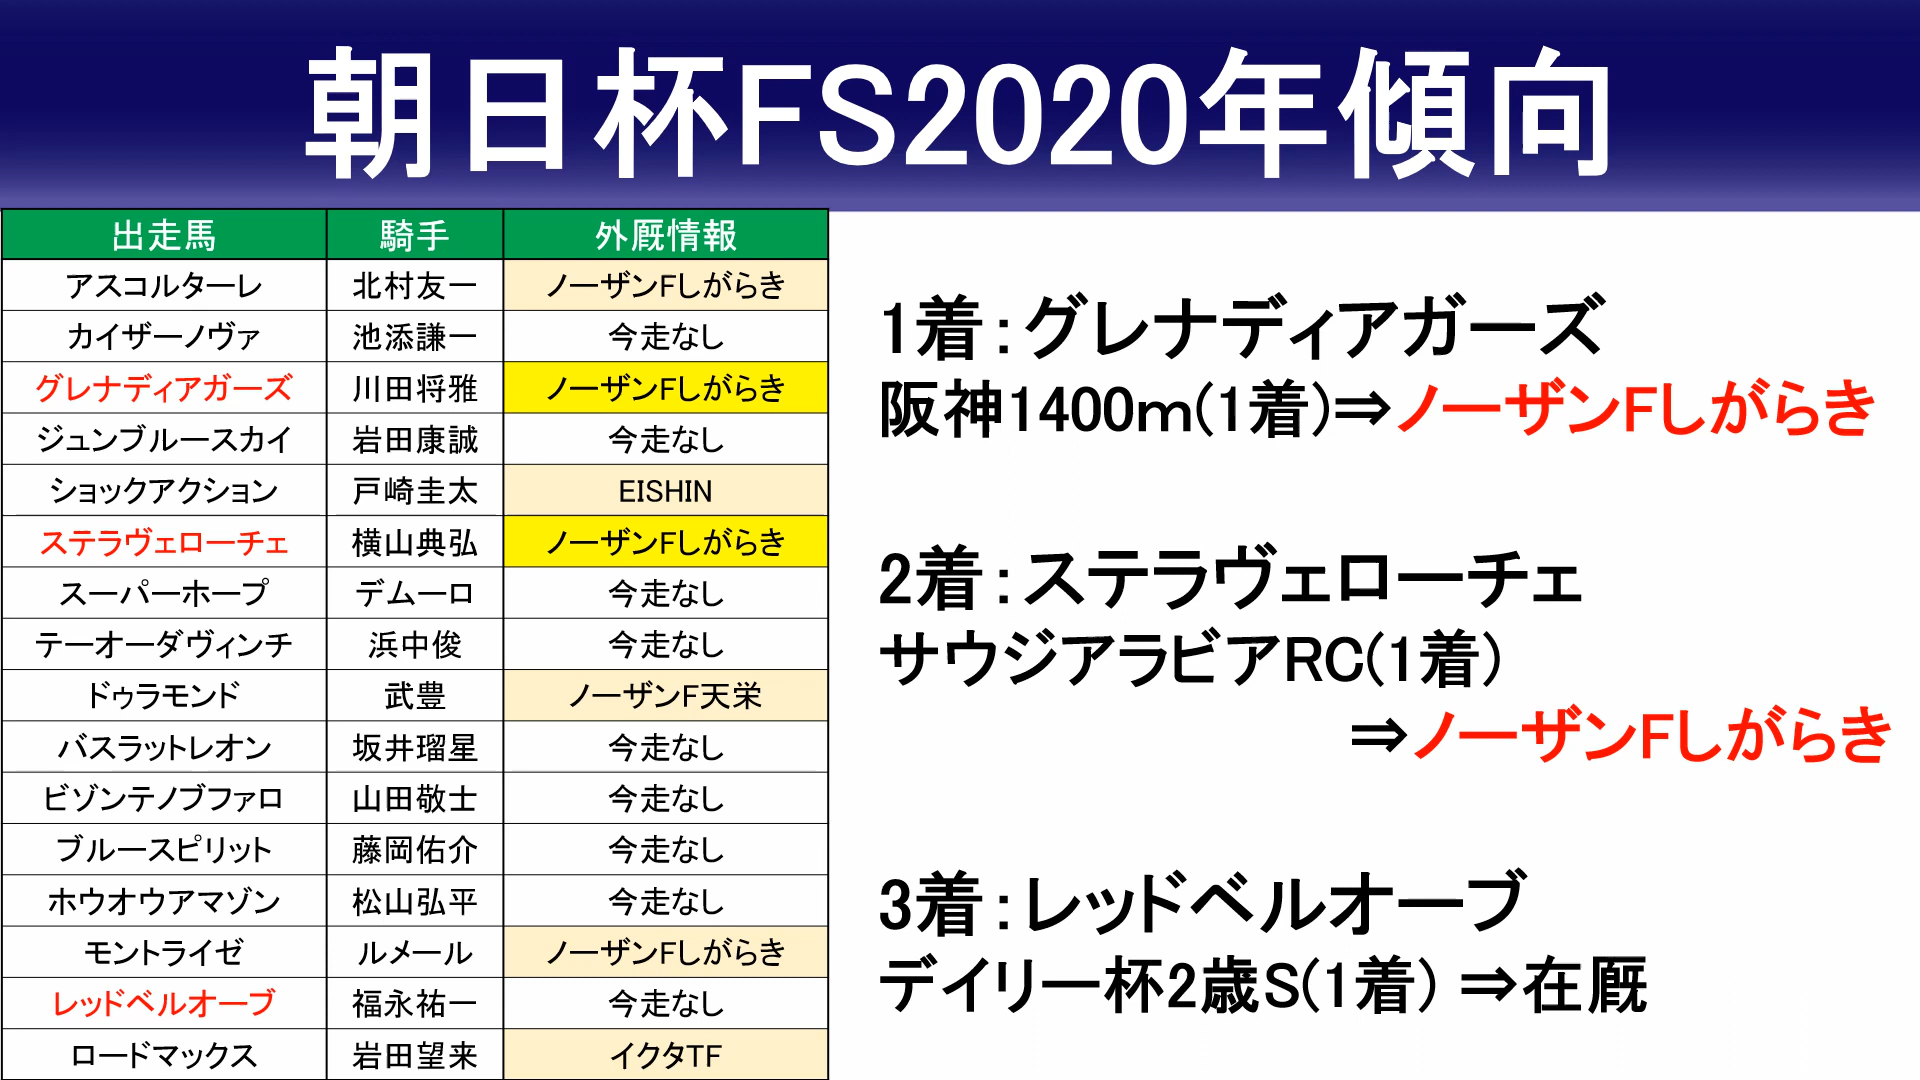 朝日杯FS2020年傾向
出走馬 騎手 外厩情報
アスコルターレ 北村友一 ノーザンFしがらき
カイザーノヴァ 池添謙一 今走なし
グレナディアガーズ 川田将雅 ノーザンFしがらき
ジュンブルースカイ 岩田康誠 今走なし
ショックアクション 戸崎圭太 EISHIN
ステラヴェローチェ 横山典弘 ノーザンFしがらき
スーパーホープ デムーロ 今走なし
テーオーダヴィンチ 浜中俊 今走なし
ドゥラモンド 武豊 ノーザンF天栄
バスラットレオン 坂井瑠星 今走なし
ビゾンテノブファロ 山田敬士 今走なし
ブルースピリット 藤岡佑介 今走なし
ホウオウアマゾン 松山弘平 今走なし
モントライゼ ルメール ノーザンFしがらき
レッドベルオーブ 福永祐一 今走なし
ロードマックス 岩田望来 イクタTF
1着：グレナディアガーズ
阪神1400m(1着)⇒ノーザンFしがらき
2着：ステラヴェローチェ
サウジアラビアRC(1着)
⇒ノーザンFしがらき
3着：レッドベルオーブ
デイリー杯2歳S(1着) ⇒在厩